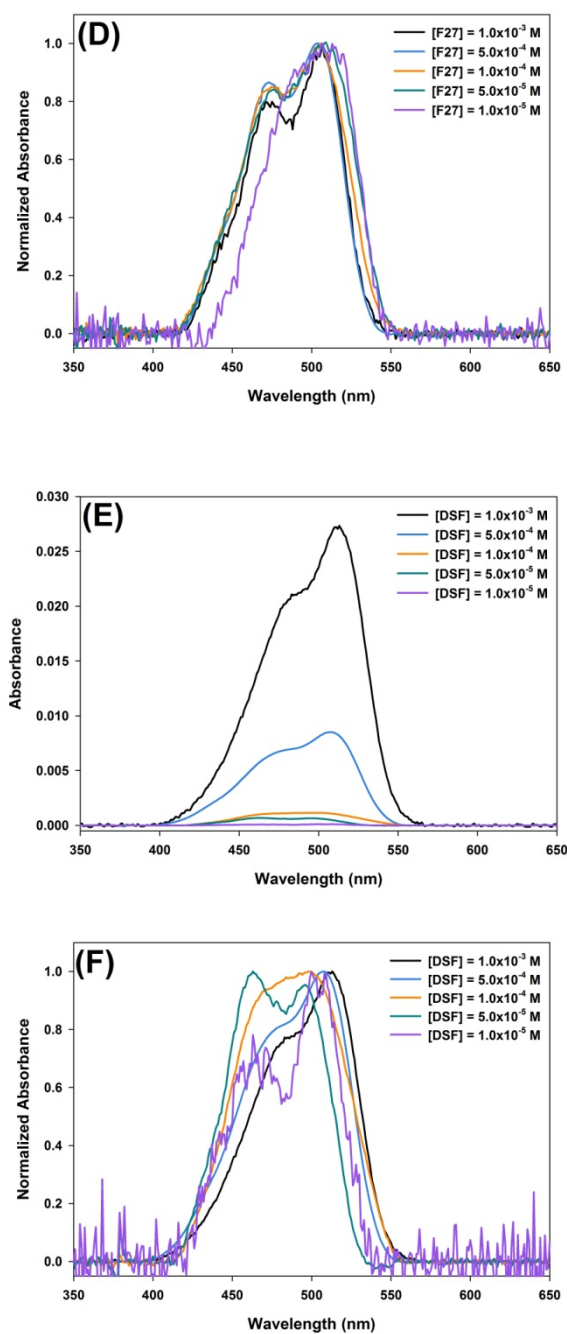 (D)
[F27] = 1.0x10⁻³ M
[F27] = 5.0x10⁻⁴ M
[F27] = 1.0x10⁻⁴ M
[F27] = 5.0x10⁻⁵ M
[F27] = 1.0x10⁻⁵ M
Normalized Absorbance
1.0
0.8
0.6
0.4
0.2
0.0
350 400 450 500 550 600 650
Wavelength (nm)
(E)
[DSF] = 1.0x10⁻³ M
[DSF] = 5.0x10⁻⁴ M
[DSF] = 1.0x10⁻⁴ M
[DSF] = 5.0x10⁻⁵ M
[DSF] = 1.0x10⁻⁵ M
Absorbance
0.030
0.025
0.020
0.015
0.010
0.005
0.000
350 400 450 500 550 600 650
Wavelength (nm)
(F)
[DSF] = 1.0x10⁻³ M
[DSF] = 5.0x10⁻⁴ M
[DSF] = 1.0x10⁻⁴ M
[DSF] = 5.0x10⁻⁵ M
[DSF] = 1.0x10⁻⁵ M
Normalized Absorbance
1.0
0.8
0.6
0.4
0.2
0.0
350 400 450 500 550 600 650
Wavelength (nm)